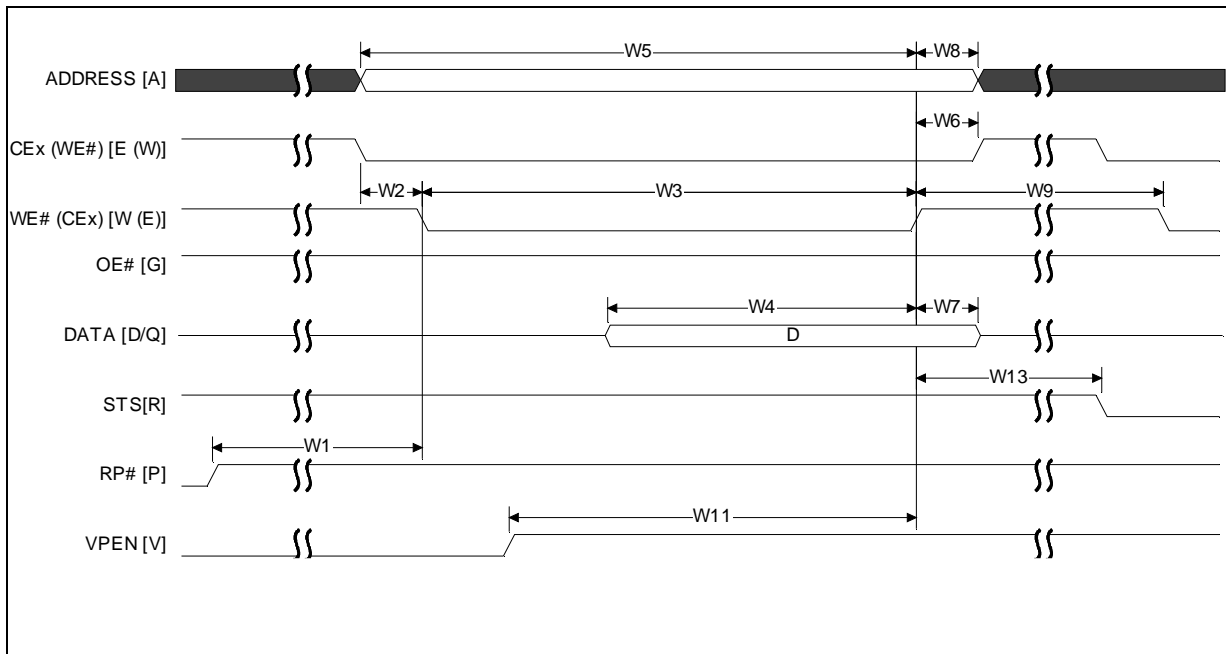 W5
W8
ADDRESS [A]
W6
CEx (WE#) [E (W)]
W2
W3
W9
WE# (CEx) [W (E)]
OE# [G]
W4
W7
DATA [D/Q]
D
W13
STS[R]
W1
RP# [P]
W11
VPEN [V]